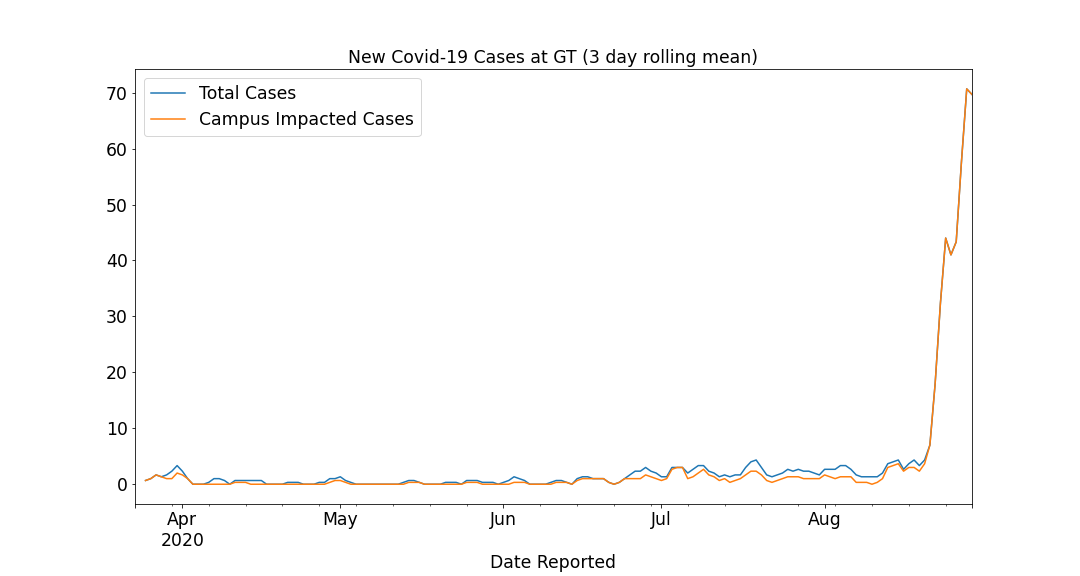 New Covid-19 Cases at GT (3 day rolling mean)
Total Cases
Campus Impacted Cases
70
60
50
40
30
20
10
0
Apr
2020
May
Jun
Jul
Aug
Date Reported